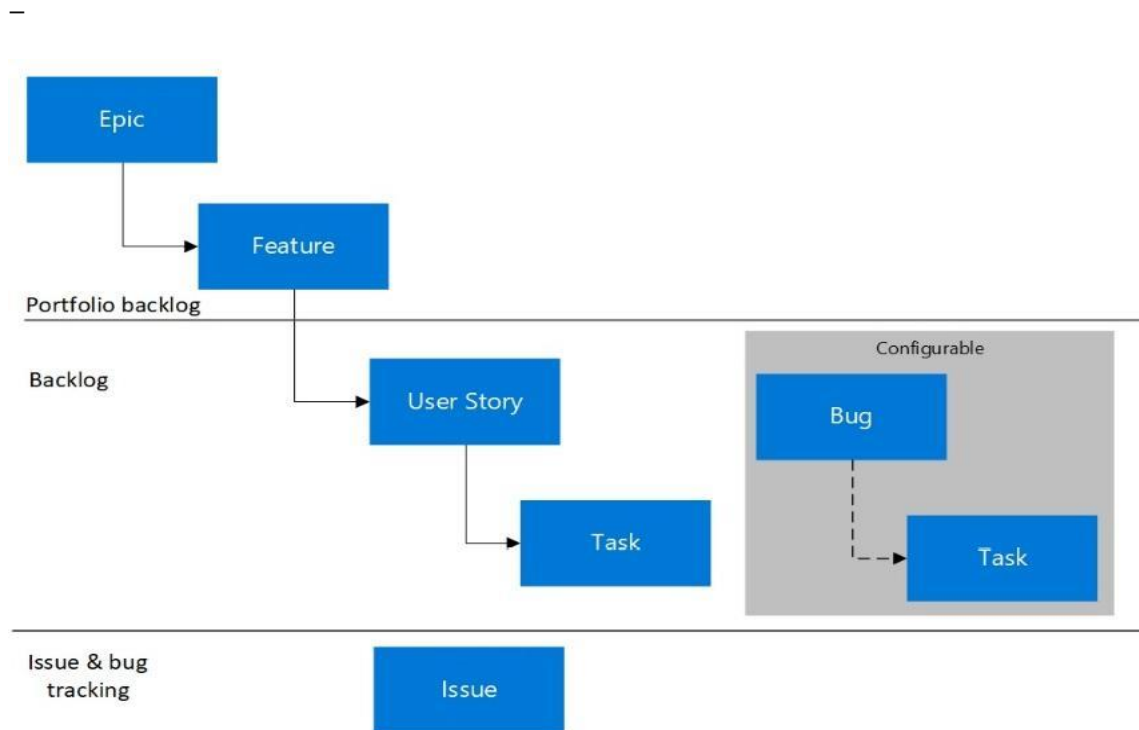 –
Epic
Feature
Portfolio backlog
Backlog
Configurable
User Story
Bug
Task
Task
Issue & bug
tracking
Issue